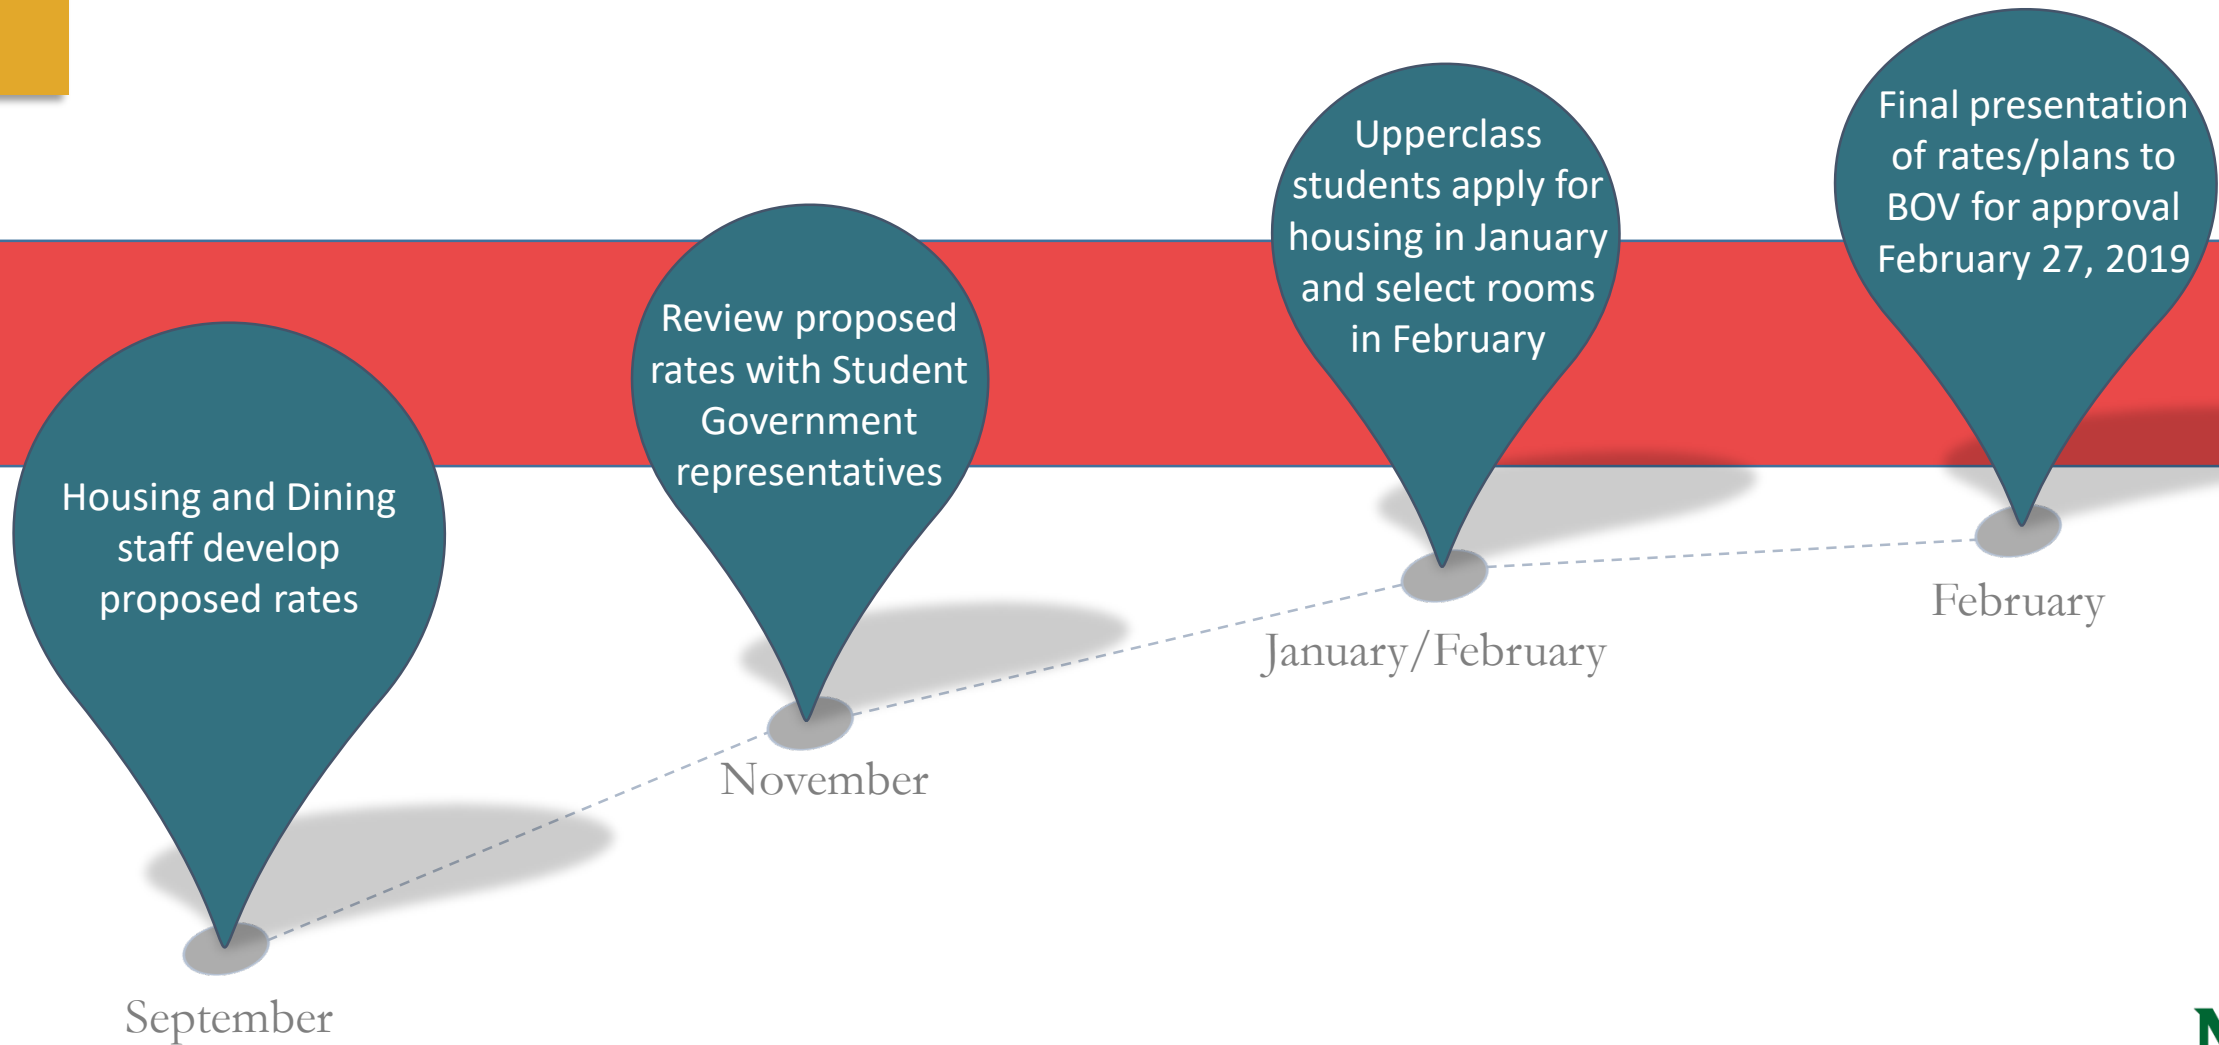 Housing and Dining
staff develop
proposed rates
September
Review proposed
rates with Student
Government
representatives
November
Upperclass
students apply for
housing in January
and select rooms
in February
January/February
Final presentation
of rates/plans to
BOV for approval
February 27, 2019
February